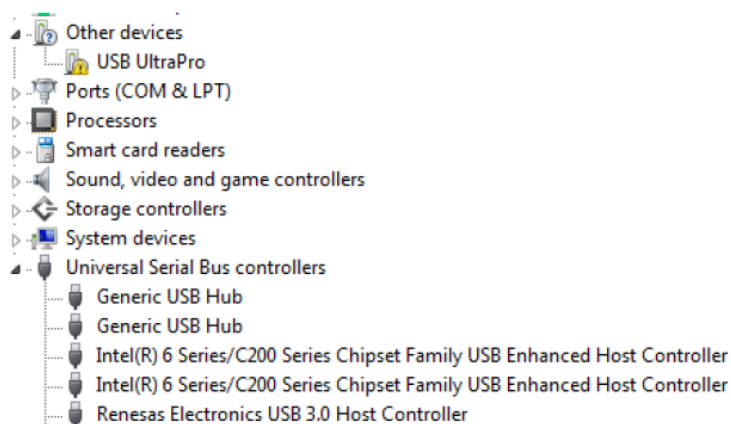 Other devices
USB UltraPro
Ports (COM & LPT)
Processors
Smart card readers
Sound, video and game controllers
Storage controllers
System devices
Universal Serial Bus controllers
Generic USB Hub
Generic USB Hub
Intel(R) 6 Series/C200 Series Chipset Family USB Enhanced Host Controller
Intel(R) 6 Series/C200 Series Chipset Family USB Enhanced Host Controller
Renesas Electronics USB 3.0 Host Controller